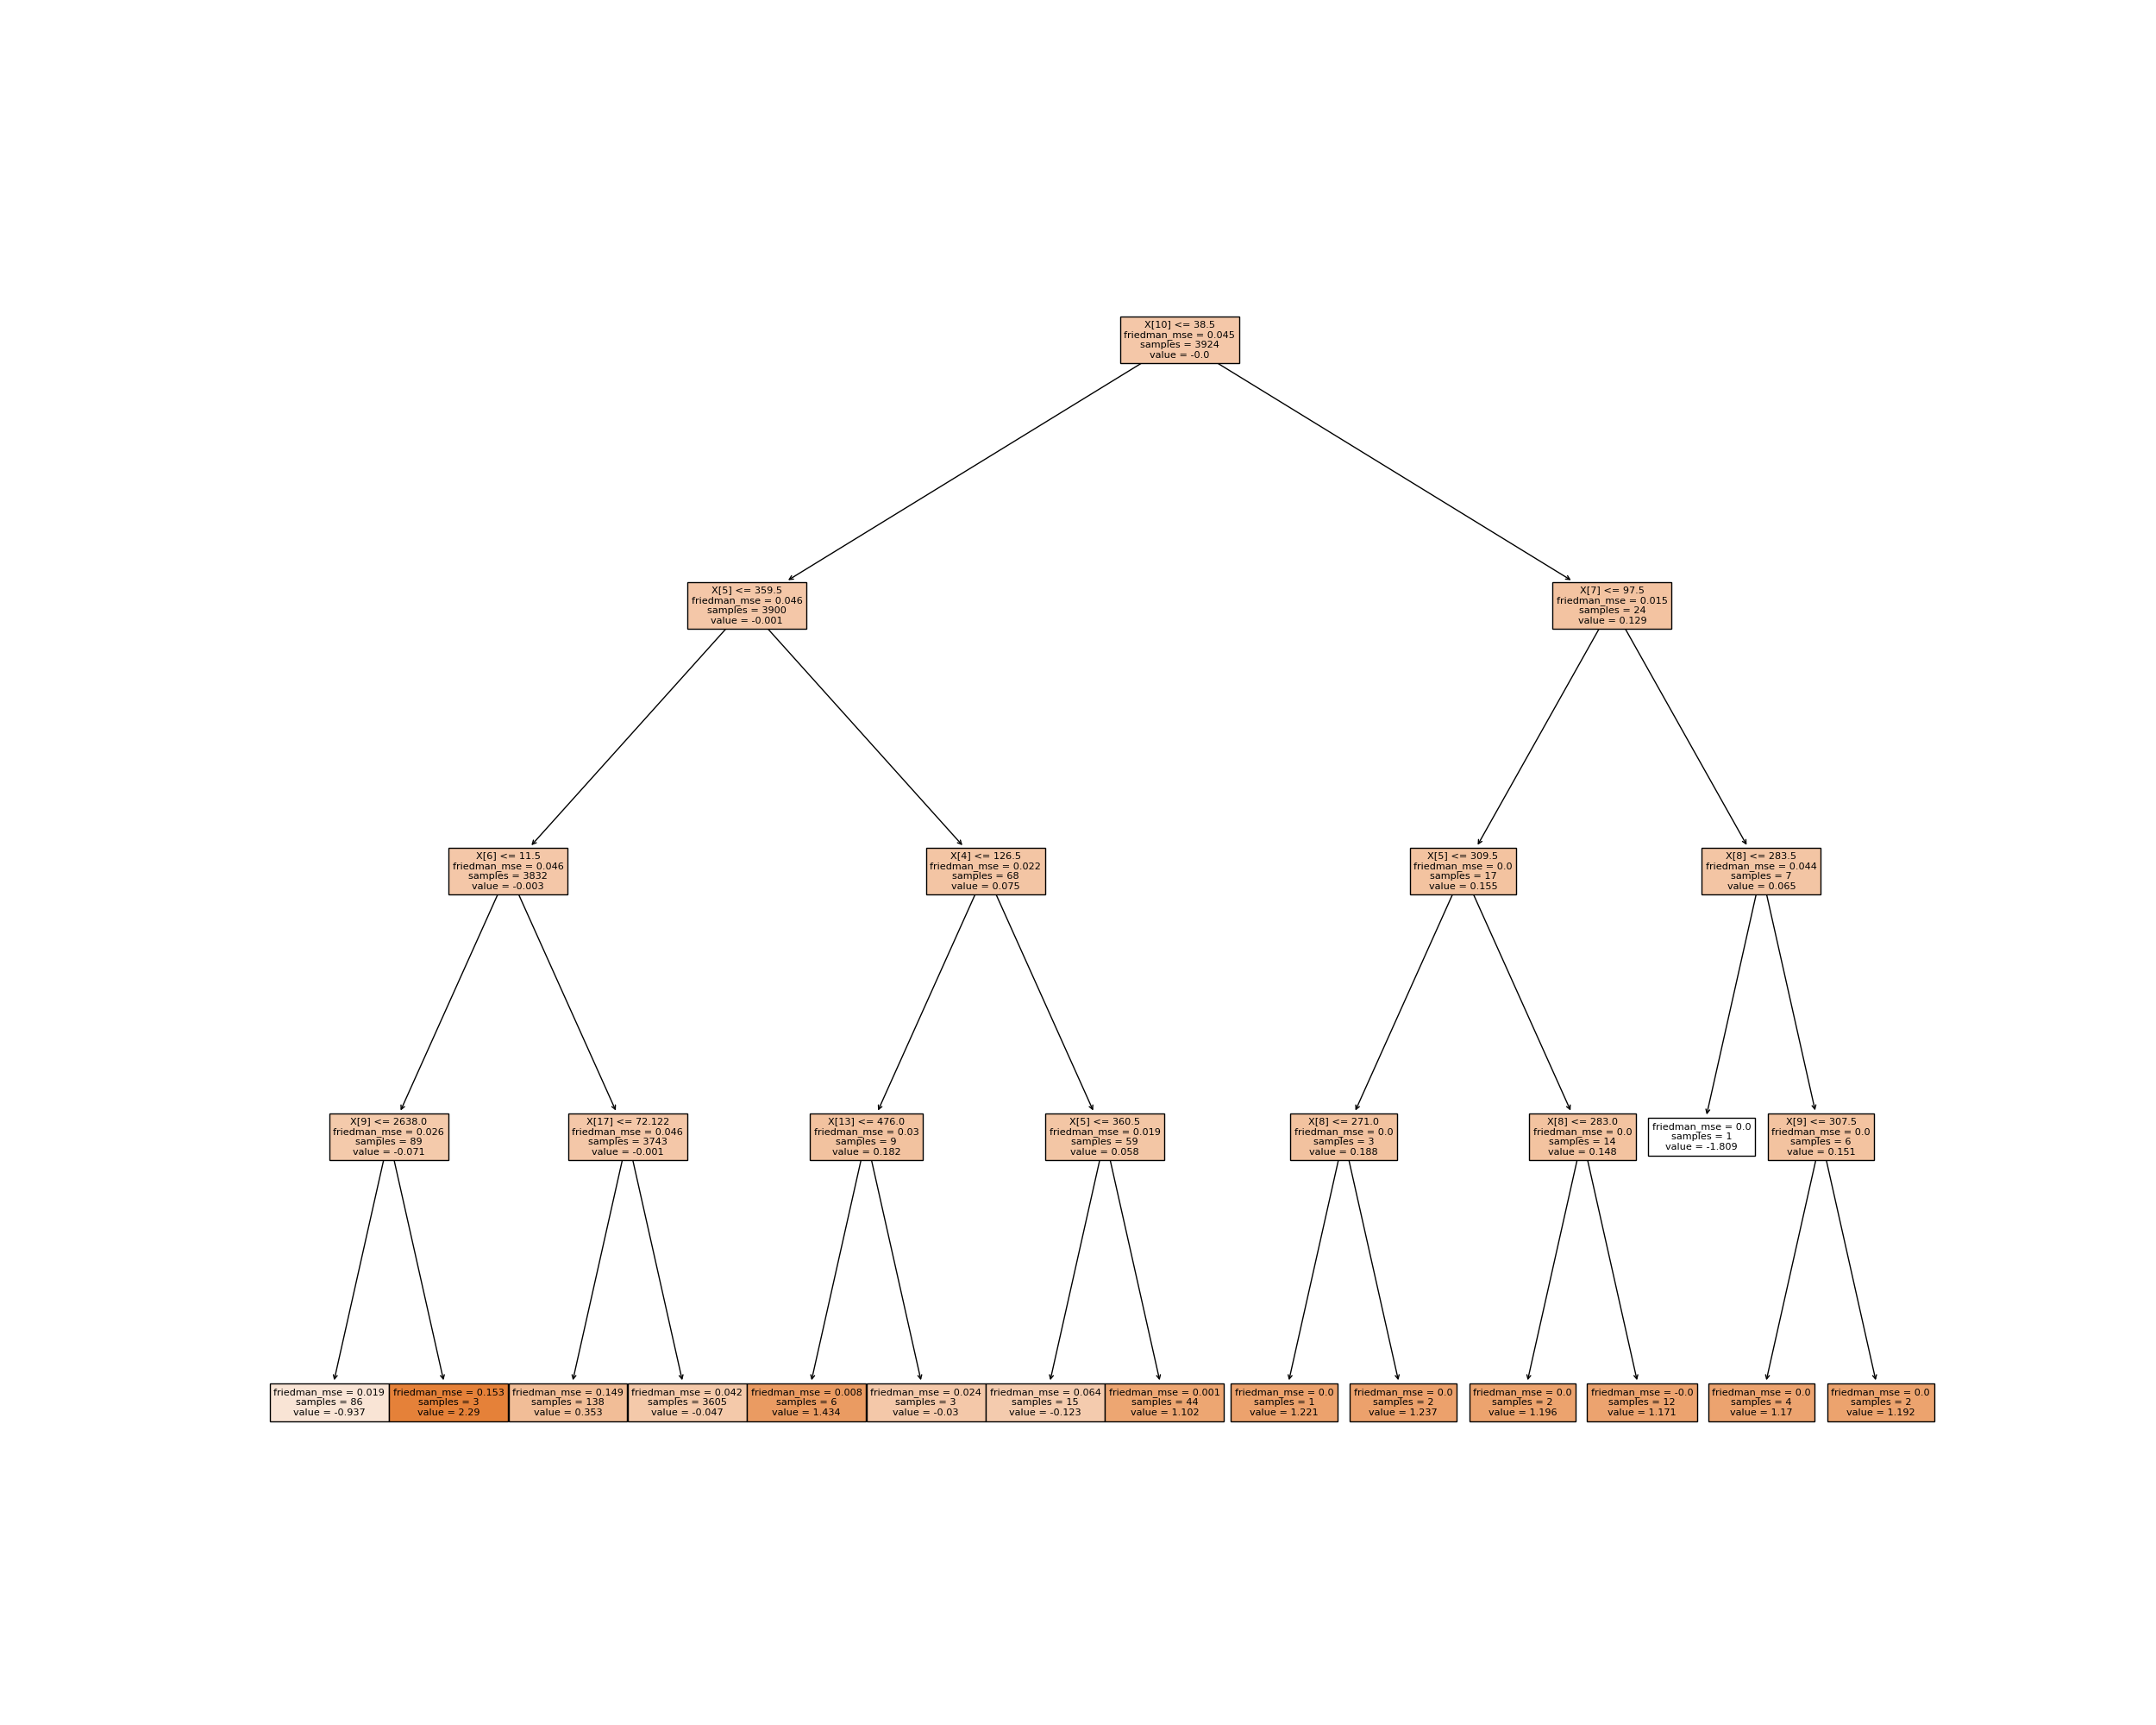 X[10] <= 38.5
friedman_mse = 0.045
samples = 3924
value = -0.0
X[5] <= 359.5
friedman_mse = 0.046
samples = 3900
value = -0.001
X[7] <= 97.5
friedman_mse = 0.015
samples = 24
value = 0.129
X[6] <= 11.5
friedman_mse = 0.046
samples = 3832
value = -0.003
X[4] <= 126.5
friedman_mse = 0.022
samples = 68
value = 0.075
X[5] <= 309.5
friedman_mse = 0.0
samples = 17
value = 0.155
X[8] <= 283.5
friedman_mse = 0.044
samples = 7
value = 0.065
X[9] <= 2638.0
friedman_mse = 0.026
samples = 89
value = -0.071
X[17] <= 72.122
friedman_mse = 0.046
samples = 3743
value = -0.001
X[13] <= 476.0
friedman_mse = 0.03
samples = 9
value = 0.182
X[5] <= 360.5
friedman_mse = 0.019
samples = 59
value = 0.058
X[8] <= 271.0
friedman_mse = 0.0
samples = 3
value = 0.188
X[8] <= 283.0
friedman_mse = 0.0
samples = 14
value = 0.148
friedman_mse = 0.0
samples = 1
value = -1.809
X[9] <= 307.5
friedman_mse = 0.0
samples = 6
value = 0.151
friedman_mse = 0.019
samples = 86
value = -0.937
friedman_mse = 0.153
samples = 3
value = 2.29
friedman_mse = 0.149
samples = 138
value = 0.353
friedman_mse = 0.042
samples = 3605
value = -0.047
friedman_mse = 0.008
samples = 6
value = 1.434
friedman_mse = 0.024
samples = 3
value = -0.03
friedman_mse = 0.064
samples = 15
value = -0.123
friedman_mse = 0.001
samples = 44
value = 1.102
friedman_mse = 0.0
samples = 1
value = 1.221
friedman_mse = 0.0
samples = 2
value = 1.237
friedman_mse = 0.0
samples = 2
value = 1.196
friedman_mse = -0.0
samples = 12
value = 1.171
friedman_mse = 0.0
samples = 4
value = 1.17
friedman_mse = 0.0
samples = 2
value = 1.192